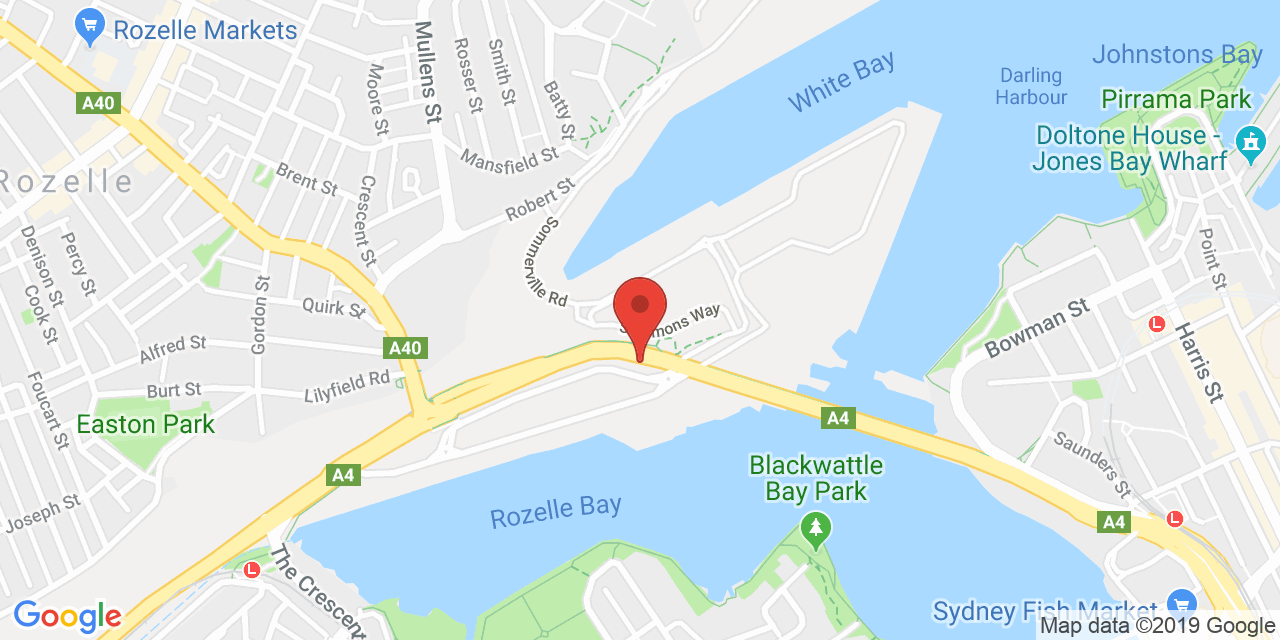 Rozelle Markets
Mullens St
Rosser St
Smith St
Batty St
Moore St
White Bay
Johnstons Bay
Darling
Harbour
Pirrama Park
A40
Doltone House -
Jones Bay Wharf
Mansfield St
Rozelle
Brent St
Crescent St
Robert St
Sommerville Rd
Denison St
Percy St
Cook St
Point St
Gordon St
Quirk St
Bowman St
Harris St
Alfred St
A40
Burt St
Lilyfield Rd
Foucart St
Easton Park
A4
Saunders St
Blackwattle
Bay Park
A4
Rozelle Bay
Joseph St
A4
L
L
L
The Crescent
Sydney Fish Market
Google
Map data ©2019 Google